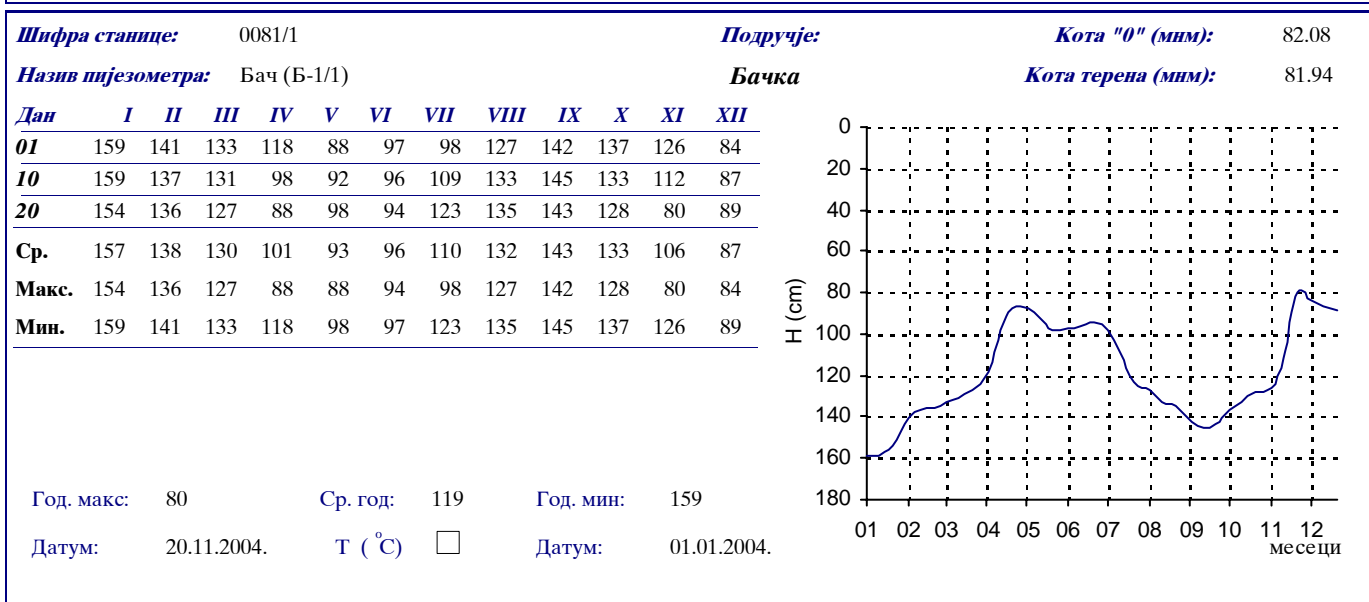 Шифра станице: 0081/1 Подручје: Кота "0" (мнм): 82.08
Назив пијезометра: Бач (Б-1/1) Бачка Кота терена (мнм): 81.94
Дан I II III IV V VI VII VIII IX X XI XII
01 159 141 133 118 88 97 98 127 142 137 126 84
10 159 137 131 98 92 96 109 133 145 133 112 87
20 154 136 127 88 98 94 123 135 143 128 80 89
Ср. 157 138 130 101 93 96 110 132 143 133 106 87
Макс. 154 136 127 88 88 94 98 127 142 128 80 84
Мин. 159 141 133 118 98 97 123 135 145 137 126 89
Год. макс: 80 Ср. год: 119 Год. мин: 159
Датум: 20.11.2004. Т ( °C) Датум: 01.01.2004.
0
20
40
60
80
100
120
140
160
180
H (cm)
01 02 03 04 05 06 07 08 09 10 11 12
месеци